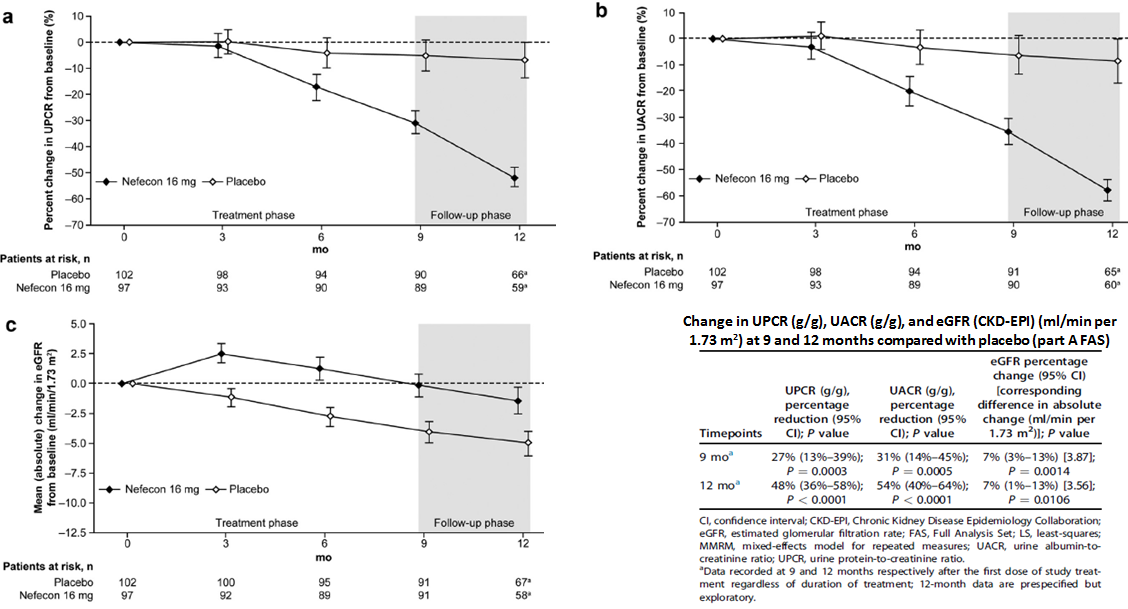 a
Percent change in UPCR from baseline (%)
10
0
−10
−20
−30
−40
−50
−60
−70
Nefecon 16 mg Placebo
Treatment phase Follow-up phase
0 3 6 9 12
mo
Patients at risk, n
Placebo 102 98 94 90 66a
Nefecon 16 mg 97 93 90 89 59a
b
Percent change in UACR from baseline (%)
10
0
−10
−20
−30
−40
−50
−60
−70
Nefecon 16 mg Placebo
Treatment phase Follow-up phase
0 3 6 9 12
mo
Patients at risk, n
Placebo 102 98 94 91 65a
Nefecon 16 mg 97 93 89 90 60a
c
Mean (absolute) change in eGFR
from baseline (ml/min/1.73 m2)
5.0
2.5
0.0
−2.5
−5.0
−7.5
−10.0
−12.5
Nefecon 16 mg Placebo
Treatment phase Follow-up phase
0 3 6 9 12
mo
Patients at risk, n
Placebo 102 100 95 91 67a
Nefecon 16 mg 97 92 89 91 58a
Change in UPCR (g/g), UACR (g/g), and eGFR (CKD-EPI) (ml/min per
1.73 m2) at 9 and 12 months compared with placebo (part A FAS)
eGFR percentage
change (95% CI)
UPCR (g/g), UACR (g/g), [corresponding
percentage percentage difference in absolute
reduction (95% reduction (95% change (ml/min per
Timepoints CI); P value CI); P value 1.73 m2)]; P value
9 moa 27% (13%–39%); 31% (14%–45%); 7% (3%–13%) [3.87];
P = 0.0003 P = 0.0005 P = 0.0014
12 moa 48% (36%–58%); 54% (40%–64%); 7% (1%–13%) [3.56];
P < 0.0001 P < 0.0001 P = 0.0106
CI, confidence interval; CKD-EPI, Chronic Kidney Disease Epidemiology Collaboration;
eGFR, estimated glomerular filtration rate; FAS, Full Analysis Set; LS, least-squares;
MMRM, mixed-effects model for repeated measures; UACR, urine albumin-to-
creatinine ratio; UPCR, urine protein-to-creatinine ratio.
aData recorded at 9 and 12 months respectively after the first dose of study treat-
ment regardless of duration of treatment; 12-month data are prespecified but
exploratory.